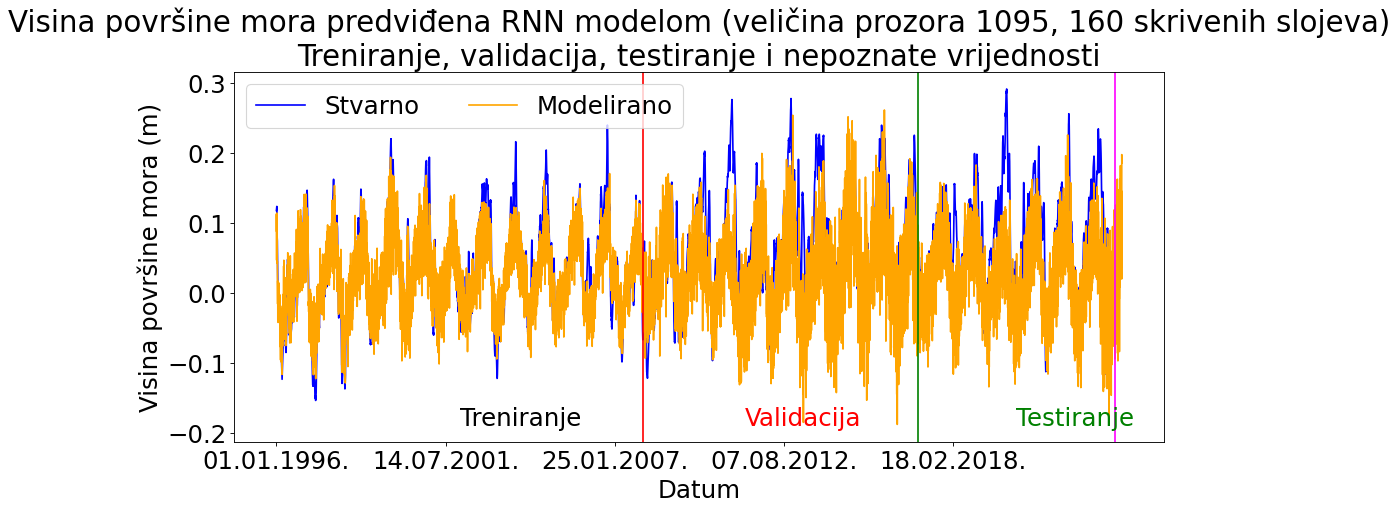 Visina površine mora predviđena RNN modelom (veličina prozora 1095, 160 skrivenih slojeva)
Treniranje, validacija, testiranje i nepoznate vrijednosti
Stvarno Modelirano
Visina površine mora (m)
0.3
0.2
0.1
0.0
−0.1
−0.2
Treniranje Validacija Testiranje
01.01.1996. 14.07.2001. 25.01.2007. 07.08.2012. 18.02.2018.
Datum